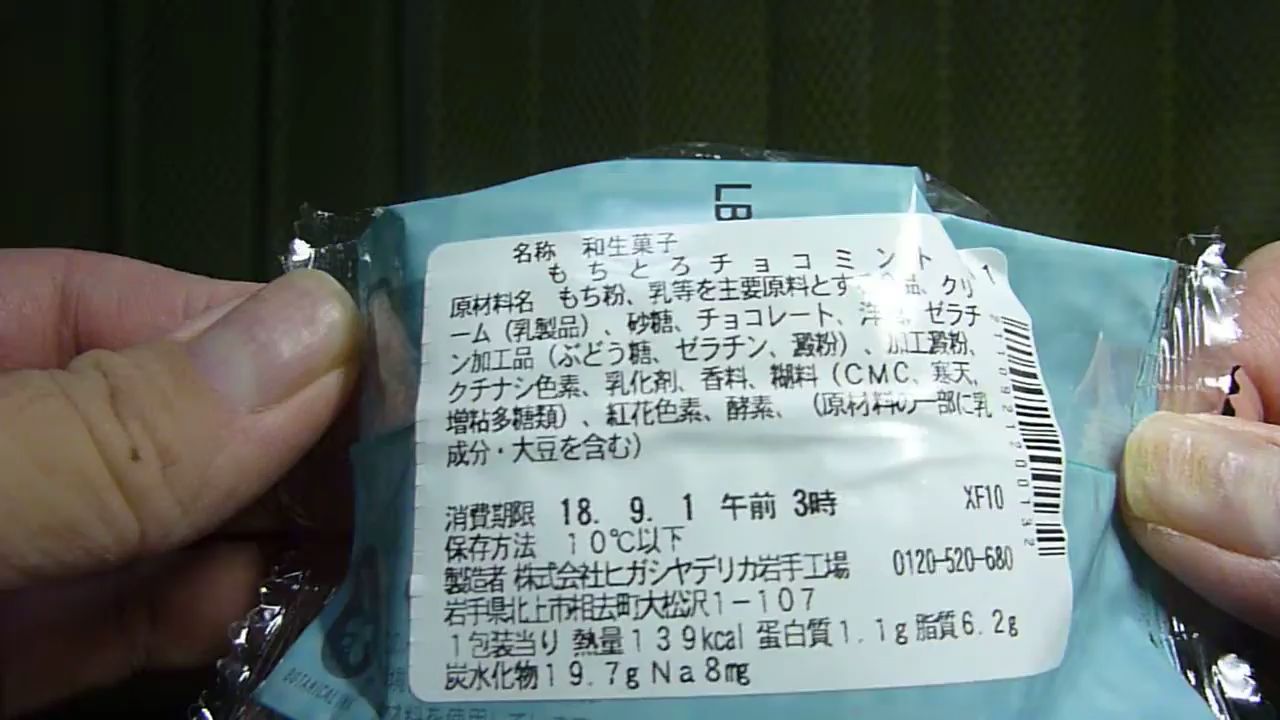 LB
名称 和生菓子
もちとろチョコミント
原材料名 もち粉、乳等を主要原料とす 品、クリ
ーム(乳製品)、砂糖、チョコレート、洋 ゼラチ
ン加工品(ぶどう糖、ゼラチン、澱粉)、加工澱粉、
クチナシ色素、乳化剤、香料、糊料(CMC、寒天、
増粘多糖類)、紅花色素、酵素、(原材料の一部に乳
成分・大豆を含む)
消費期限 18. 9. 1 午前 3時
XF10
保存方法 10℃以下
製造者 株式会社ヒガシヤデリカ岩手工場 0120-520-680
岩手県北上市相去町大松沢1-107
1包装当り 熱量139kcal 蛋白質1.1g 脂質6.2g
炭水化物19.7g Na8mg
BOTANICAL INK